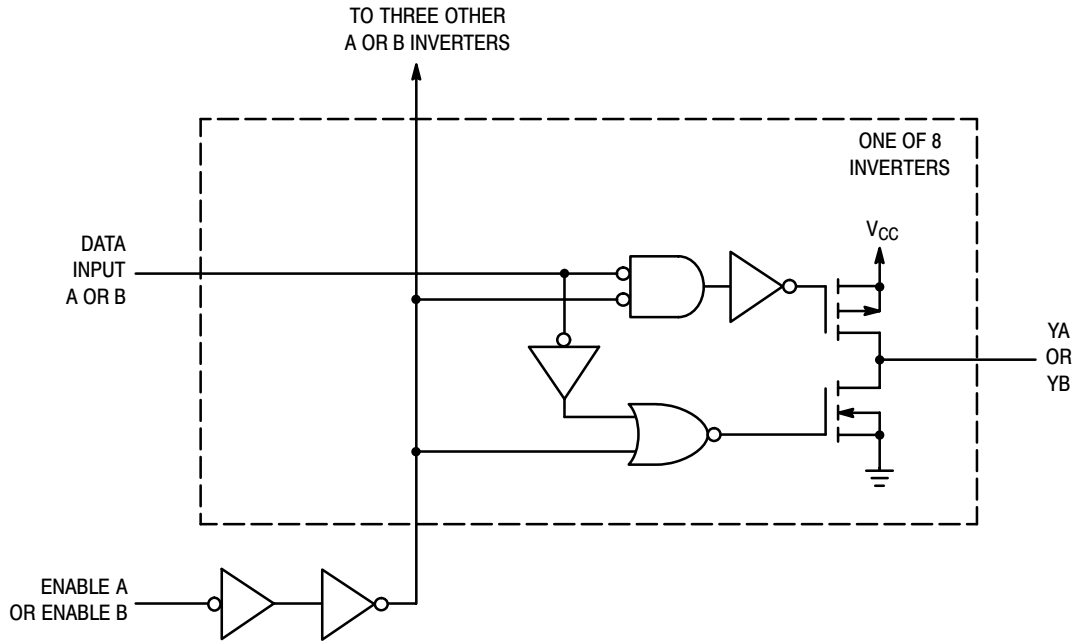 TO THREE OTHER
A OR B INVERTERS
ONE OF 8
INVERTERS
DATA
INPUT
A OR B
VCC
YA
OR
YB
ENABLE A
OR ENABLE B